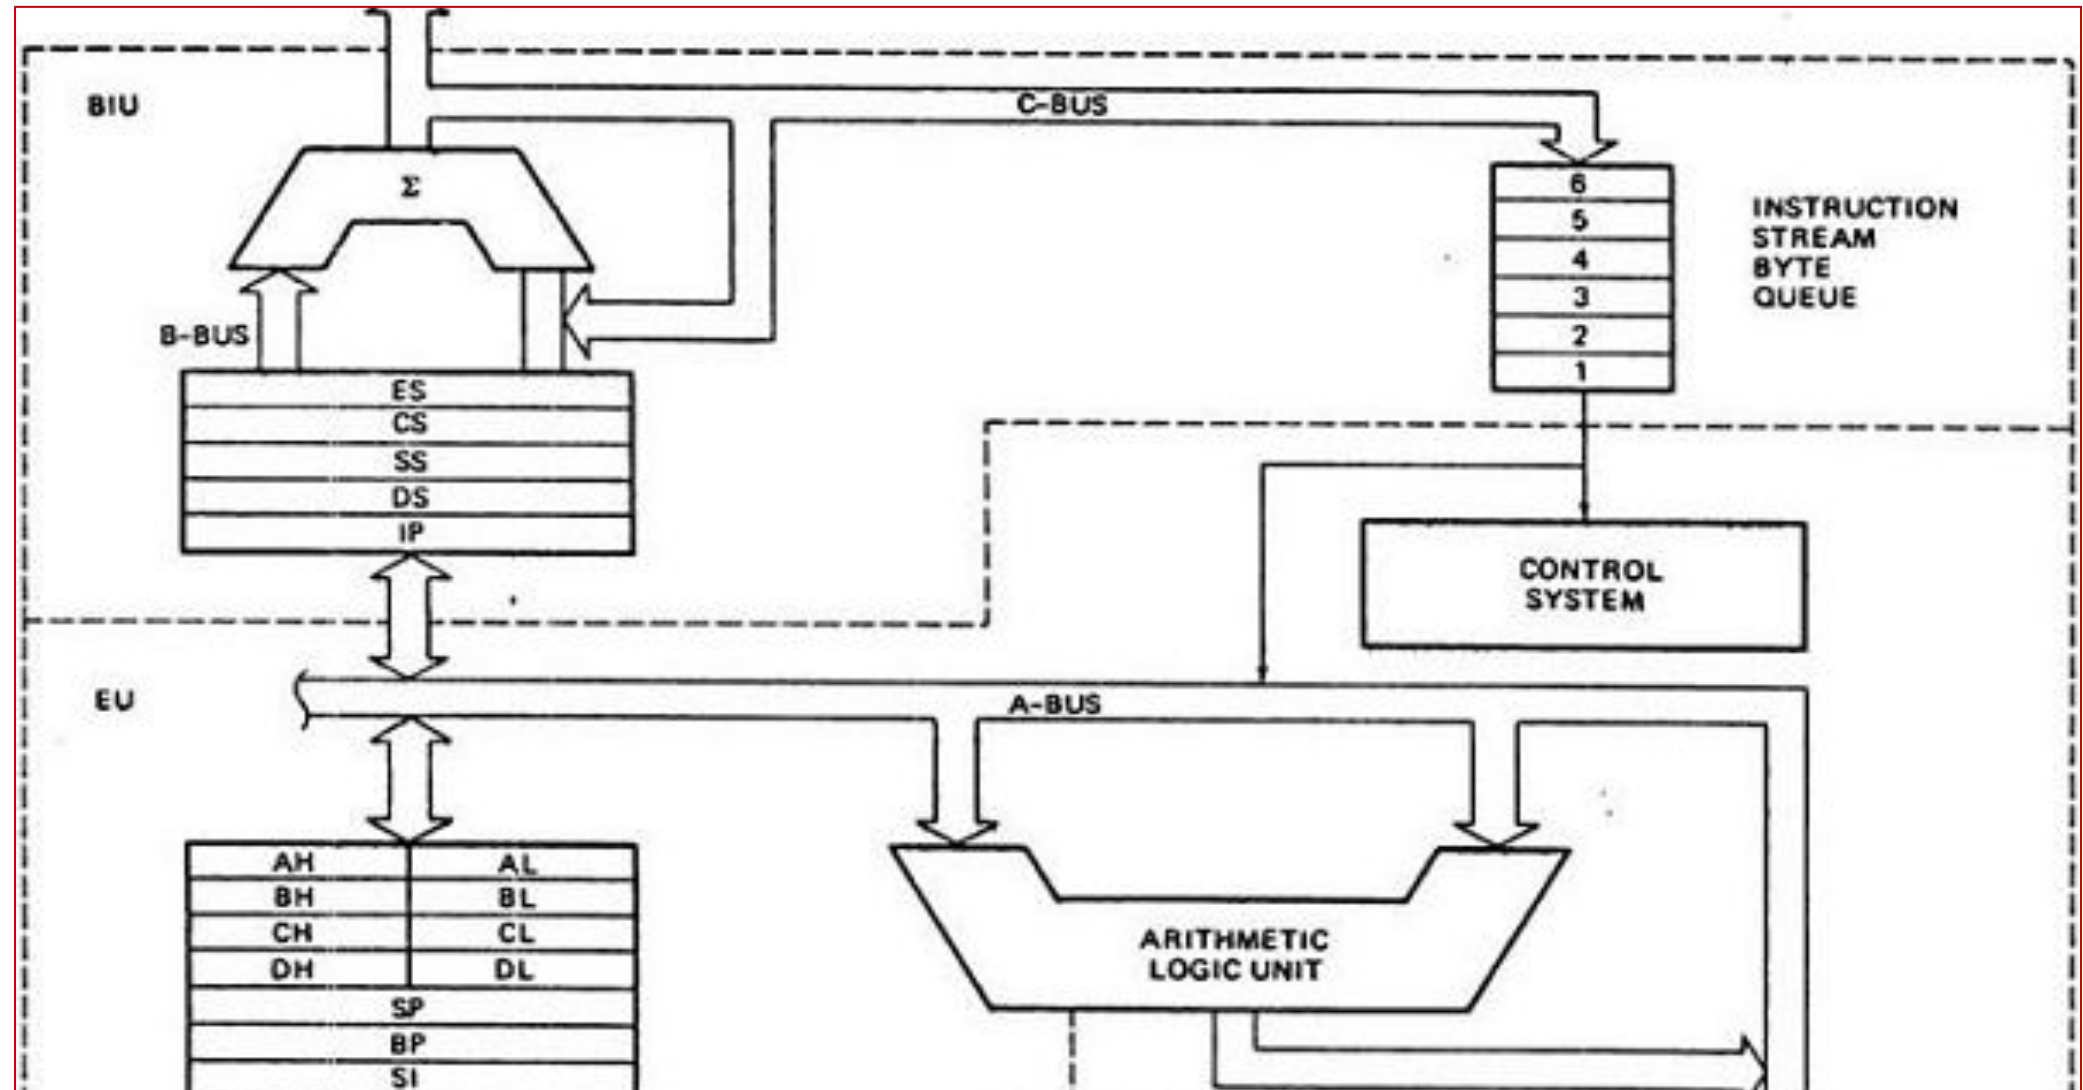 BIU
C-BUS
Σ
6
5
4
3
2
1
INSTRUCTION
STREAM
BYTE
QUEUE
B-BUS
ES
CS
SS
DS
IP
CONTROL
SYSTEM
EU
A-BUS
AH AL
BH BL
CH CL
DH DL
SP
BP
SI
ARITHMETIC
LOGIC UNIT